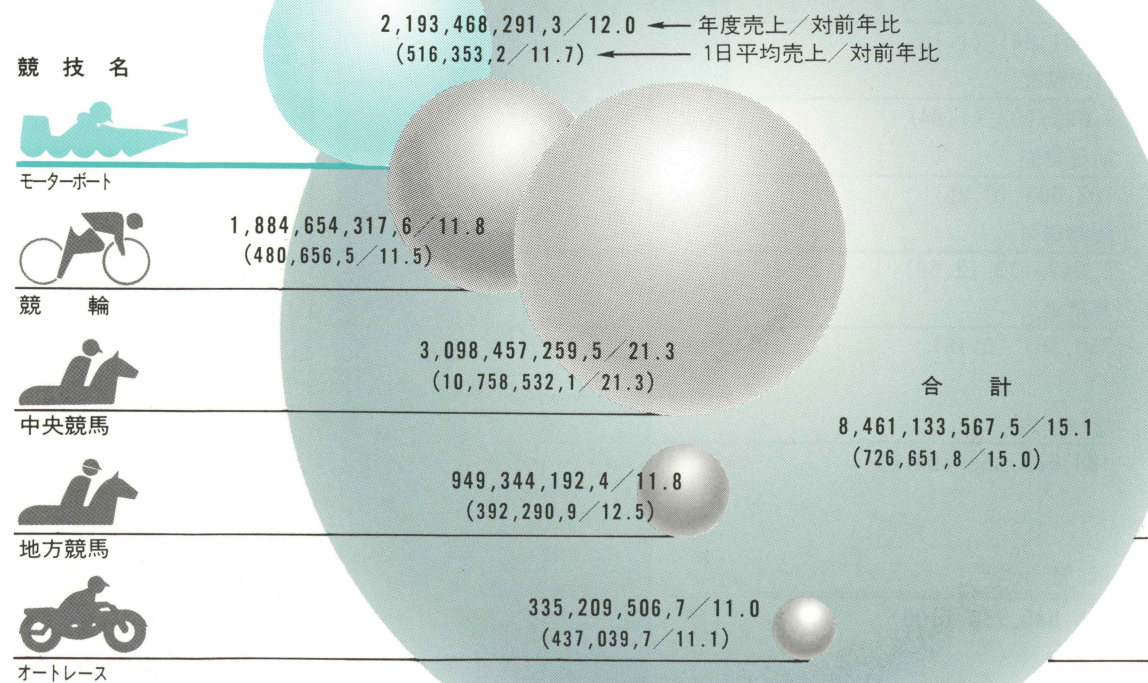 2,193,468,291,3／12.0 ← 年度売上／対前年比
(516,353,2／11.7) ← 1日平均売上／対前年比
競技名
モーターボート
1,884,654,317,6／11.8
(480,656,5／11.5)
競輪
3,098,457,259,5／21.3
(10,758,532,1／21.3)
中央競馬
合計
8,461,133,567,5／15.1
(726,651,8／15.0)
949,344,192,4／11.8
(392,290,9／12.5)
地方競馬
335,209,506,7／11.0
(437,039,7／11.1)
オートレース